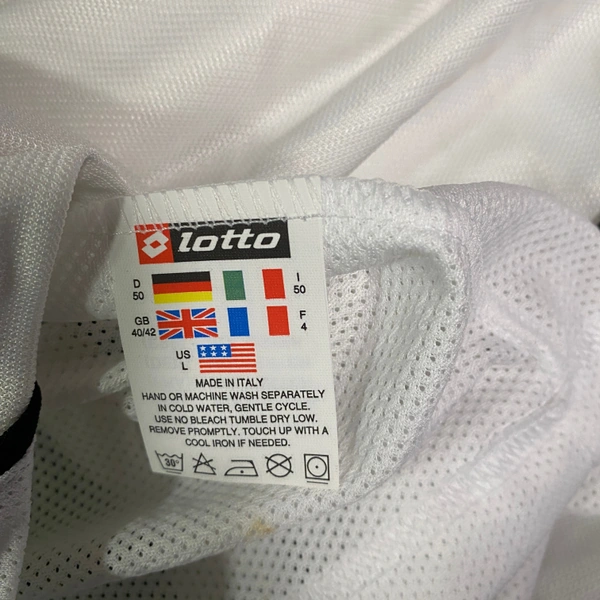 lotto
D 50
I 50
GB 40/42
F 4
US L
MADE IN ITALY
HAND OR MACHINE WASH SEPARATELY
IN COLD WATER, GENTLE CYCLE.
USE NO BLEACH TUMBLE DRY LOW.
REMOVE PROMPTLY. TOUCH UP WITH A
COOL IRON IF NEEDED.
30°